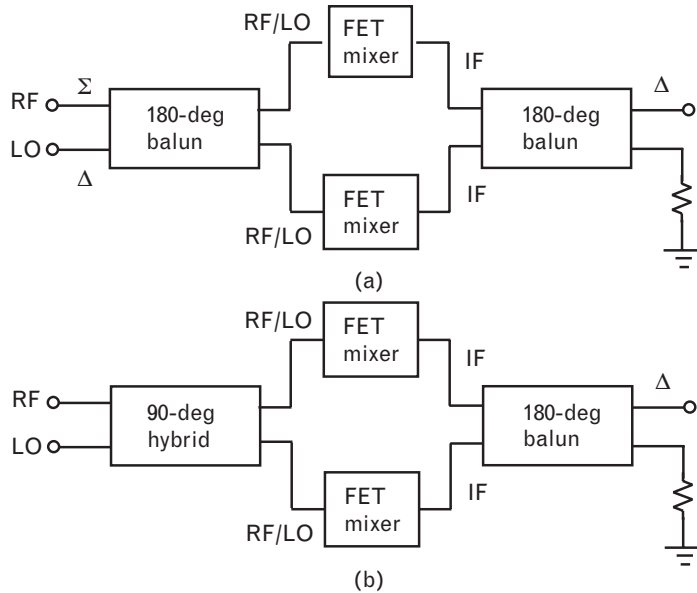 RF/LO
FET
mixer
IF
RF
Σ
180-deg
balun
180-deg
balun
Δ
LO
Δ
FET
mixer
IF
RF/LO
(a)
RF/LO
FET
mixer
IF
RF
90-deg
hybrid
180-deg
balun
Δ
LO
FET
mixer
IF
RF/LO
(b)